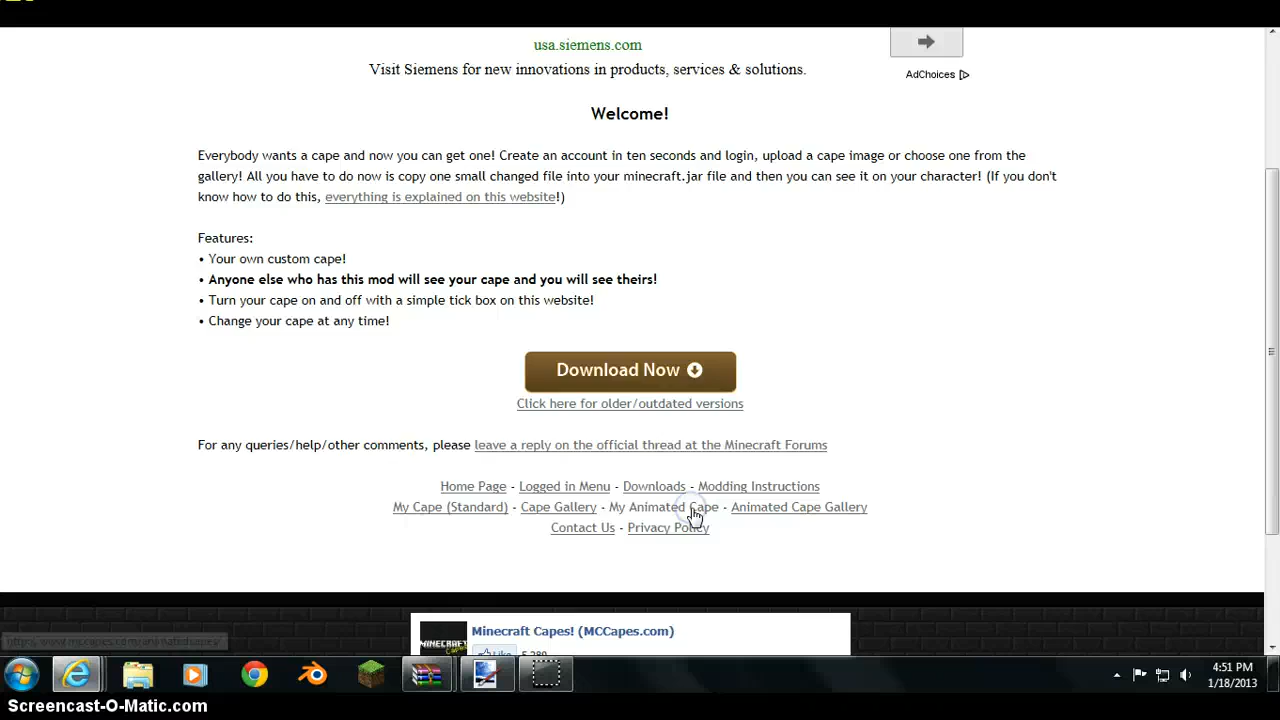 usa.siemens.com
Visit Siemens for new innovations in products, services & solutions.
AdChoices
Welcome!
Everybody wants a cape and now you can get one! Create an account in ten seconds and login, upload a cape image or choose one from the
gallery! All you have to do now is copy one small changed file into your minecraft.jar file and then you can see it on your character! (If you don't
know how to do this, everything is explained on this website!)
Features:
• Your own custom cape!
• Anyone else who has this mod will see your cape and you will see theirs!
• Turn your cape on and off with a simple tick box on this website!
• Change your cape at any time!
Download Now
Click here for older/outdated versions
For any queries/help/other comments, please leave a reply on the official thread at the Minecraft Forums
Home Page - Logged in Menu - Downloads - Modding Instructions
My Cape (Standard) - Cape Gallery - My Animated Cape - Animated Cape Gallery
Contact Us - Privacy Policy
MINECRAFT
Minecraft Capes! (MCCapes.com)
Like
http://www.mccapes.com/animatedcapes/
4:51 PM
1/18/2013
Screencast-O-Matic.com